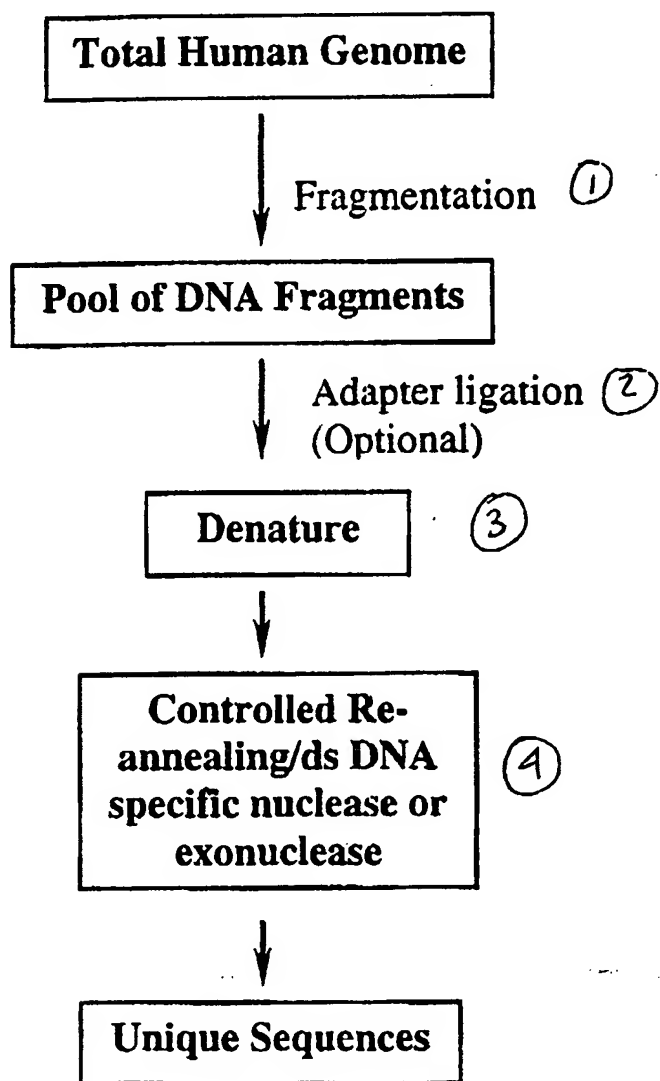 Total Human Genome
Fragmentation ①
Pool of DNA Fragments
Adapter ligation ②
(Optional)
Denature ③
Controlled Re-
annealing/ds DNA
specific nuclease or ④
exonuclease
Unique Sequences